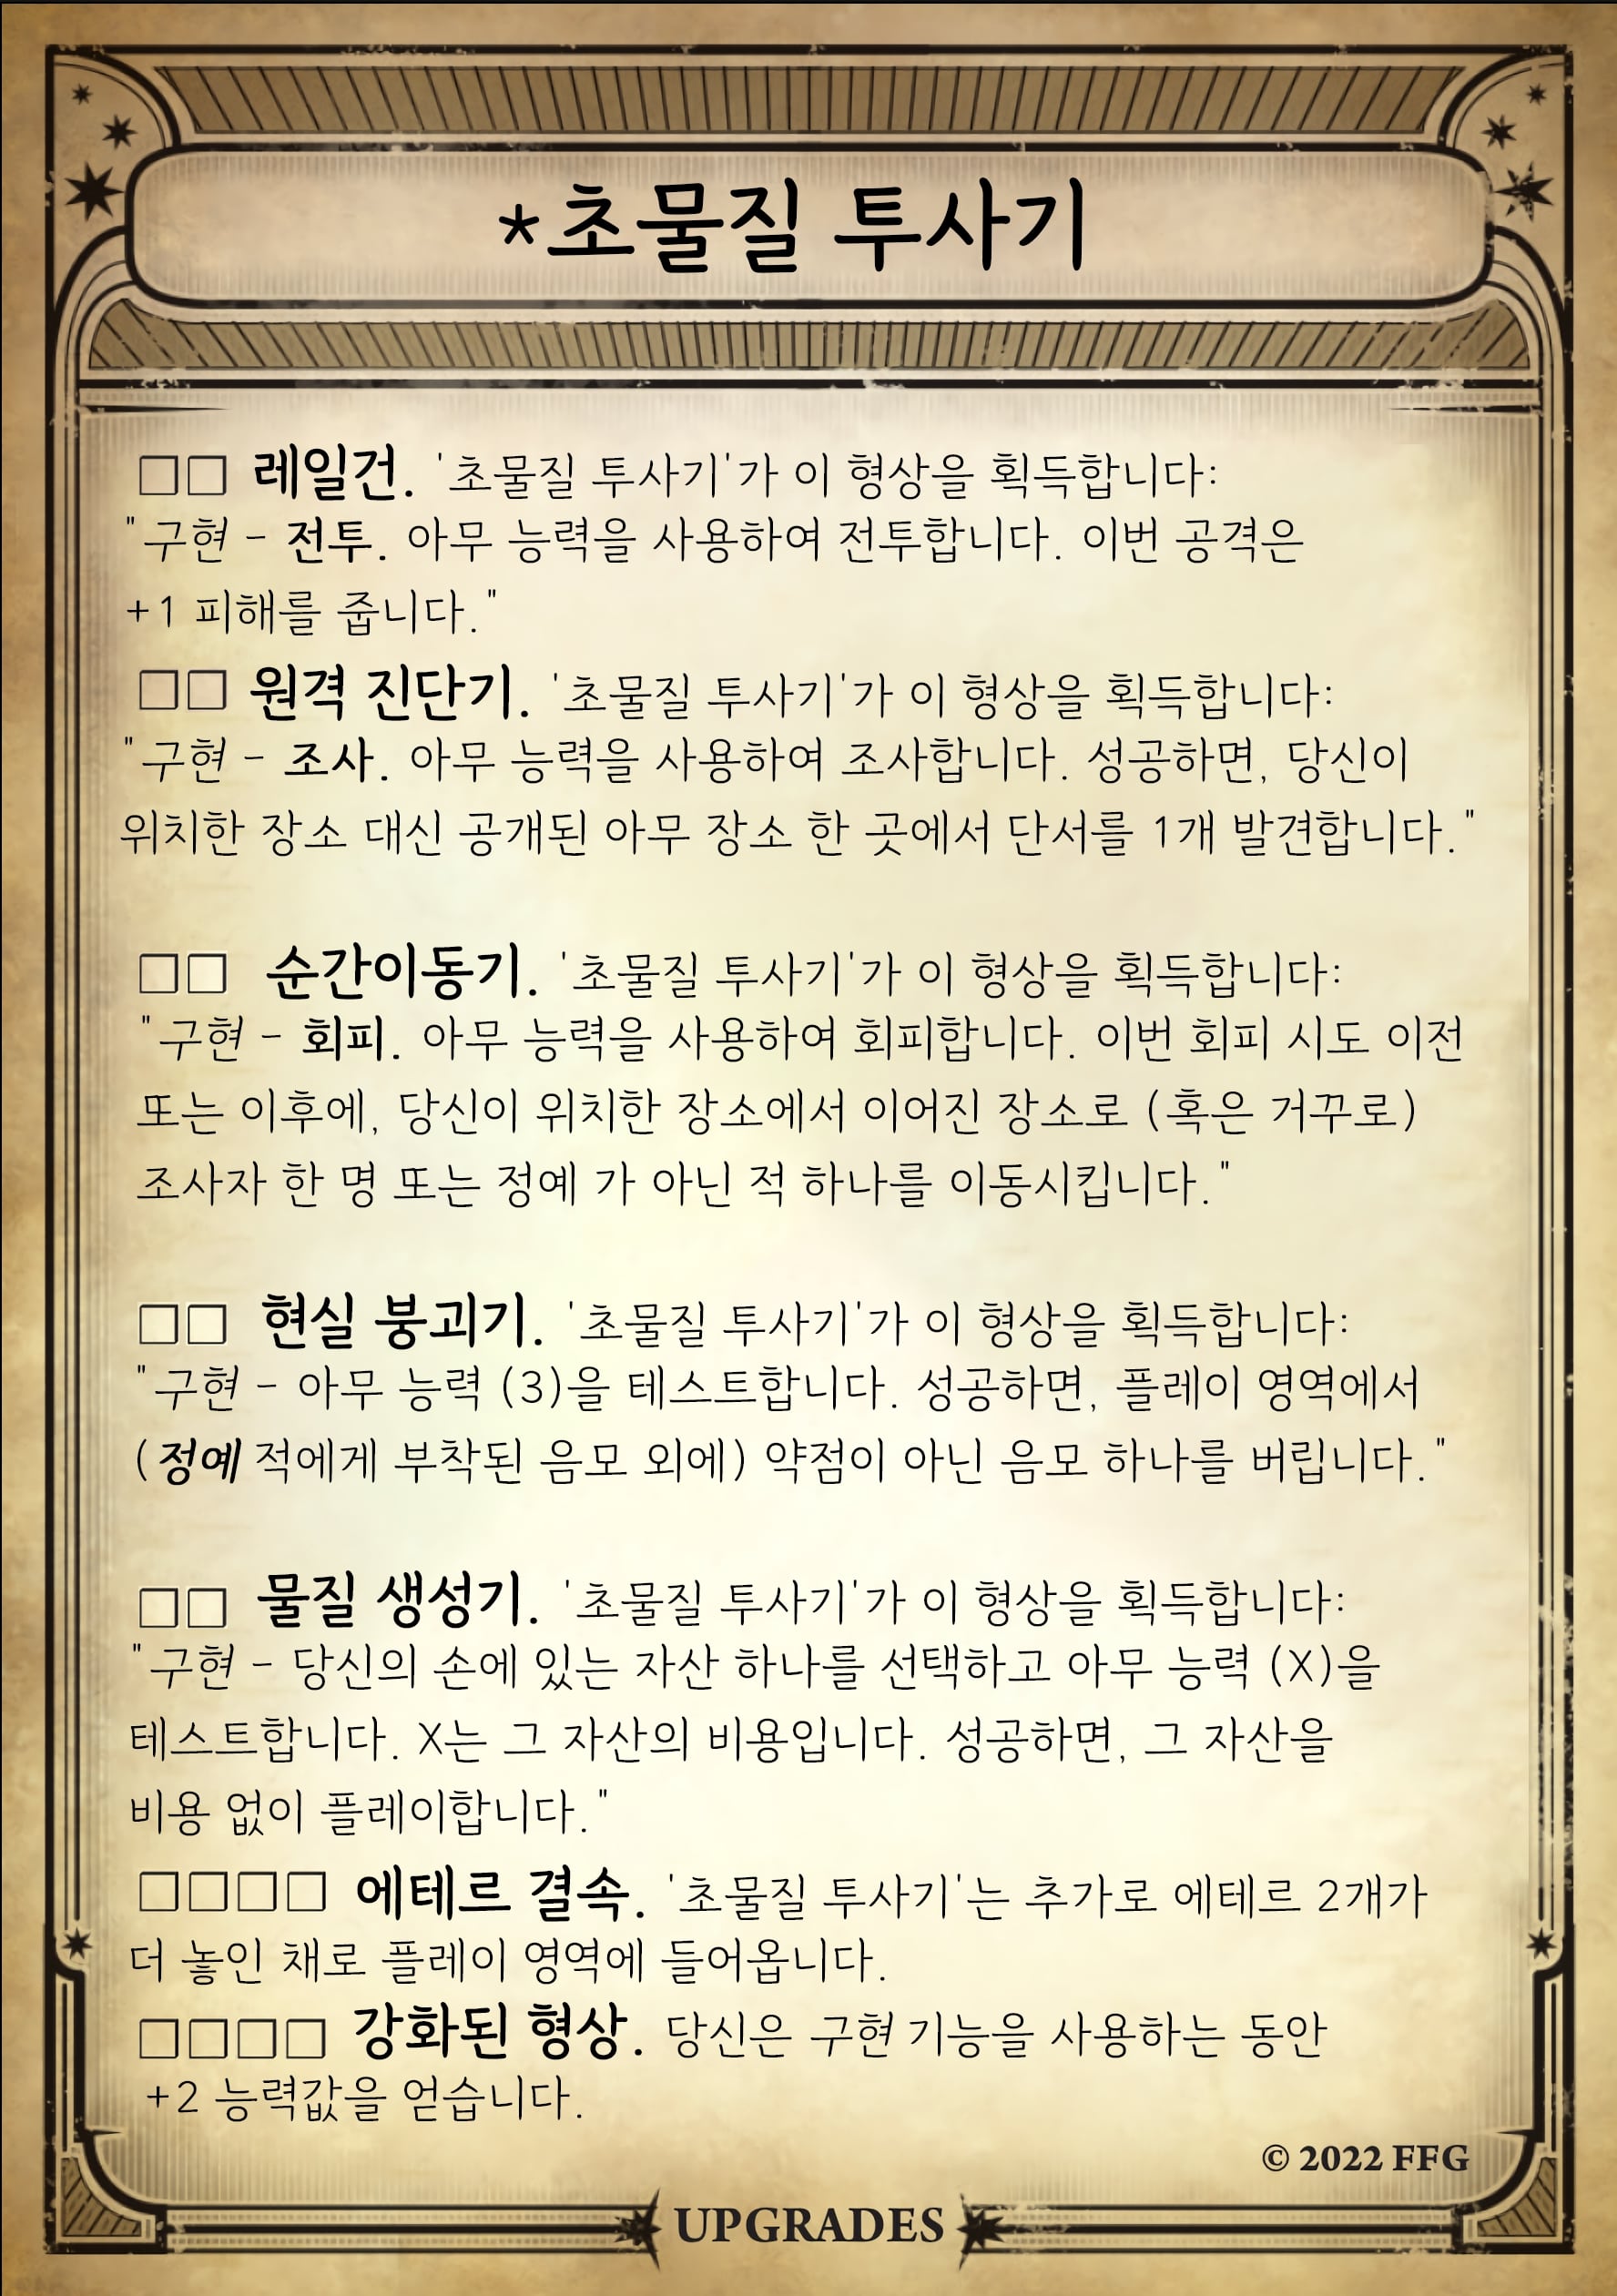 *초물질 투사기
□□ 레일건. '초물질 투사기'가 이 형상을 획득합니다:
"구현 - 전투. 아무 능력을 사용하여 전투합니다. 이번 공격은
+1 피해를 줍니다."
□□ 원격 진단기. '초물질 투사기'가 이 형상을 획득합니다:
"구현 - 조사. 아무 능력을 사용하여 조사합니다. 성공하면, 당신이
위치한 장소 대신 공개된 아무 장소 한 곳에서 단서를 1개 발견합니다."
□□ 순간이동기. '초물질 투사기'가 이 형상을 획득합니다:
"구현 - 회피. 아무 능력을 사용하여 회피합니다. 이번 회피 시도 이전
또는 이후에, 당신이 위치한 장소에서 이어진 장소로 (혹은 거꾸로)
조사자 한 명 또는 정예 가 아닌 적 하나를 이동시킵니다."
□□ 현실 붕괴기. '초물질 투사기'가 이 형상을 획득합니다:
"구현 - 아무 능력 (3)을 테스트합니다. 성공하면, 플레이 영역에서
(정예 적에게 부착된 음모 외에) 약점이 아닌 음모 하나를 버립니다."
□□ 물질 생성기. '초물질 투사기'가 이 형상을 획득합니다:
"구현 - 당신의 손에 있는 자산 하나를 선택하고 아무 능력 (X)을
테스트합니다. X는 그 자산의 비용입니다. 성공하면, 그 자산을
비용 없이 플레이합니다."
□□□□ 에테르 결속. '초물질 투사기'는 추가로 에테르 2개가
더 놓인 채로 플레이 영역에 들어옵니다.
□□□□ 강화된 형상. 당신은 구현 기능을 사용하는 동안
+2 능력값을 얻습니다.
© 2022 FFG
UPGRADES